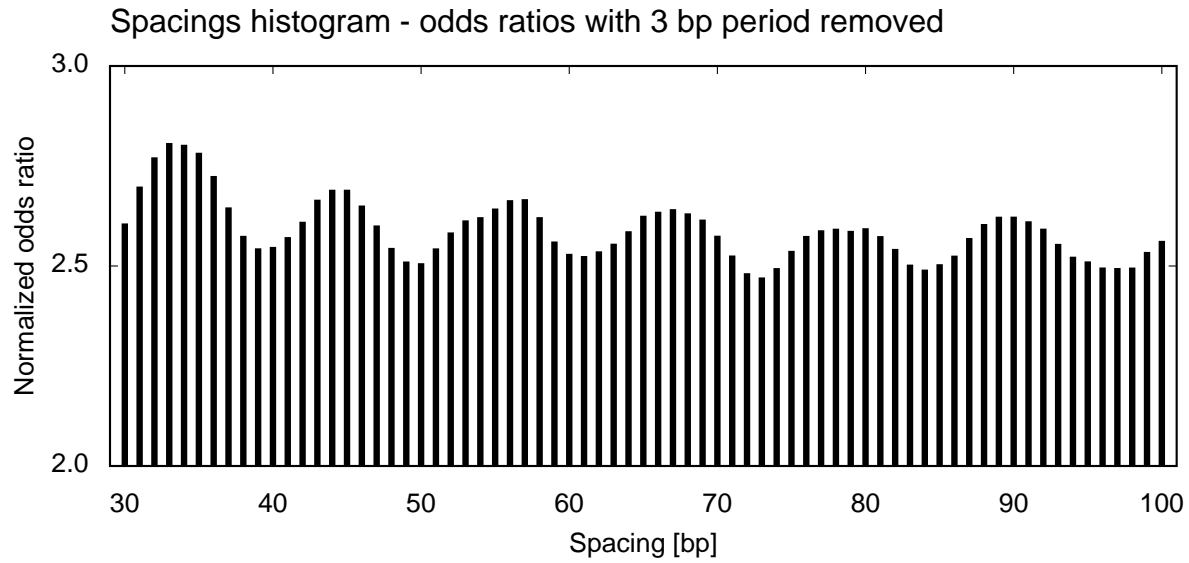 Spacings histogram - odds ratios with 3 bp period removed
3.0
2.5
2.0
Normalized odds ratio
30 40 50 60 70 80 90 100
Spacing [bp]